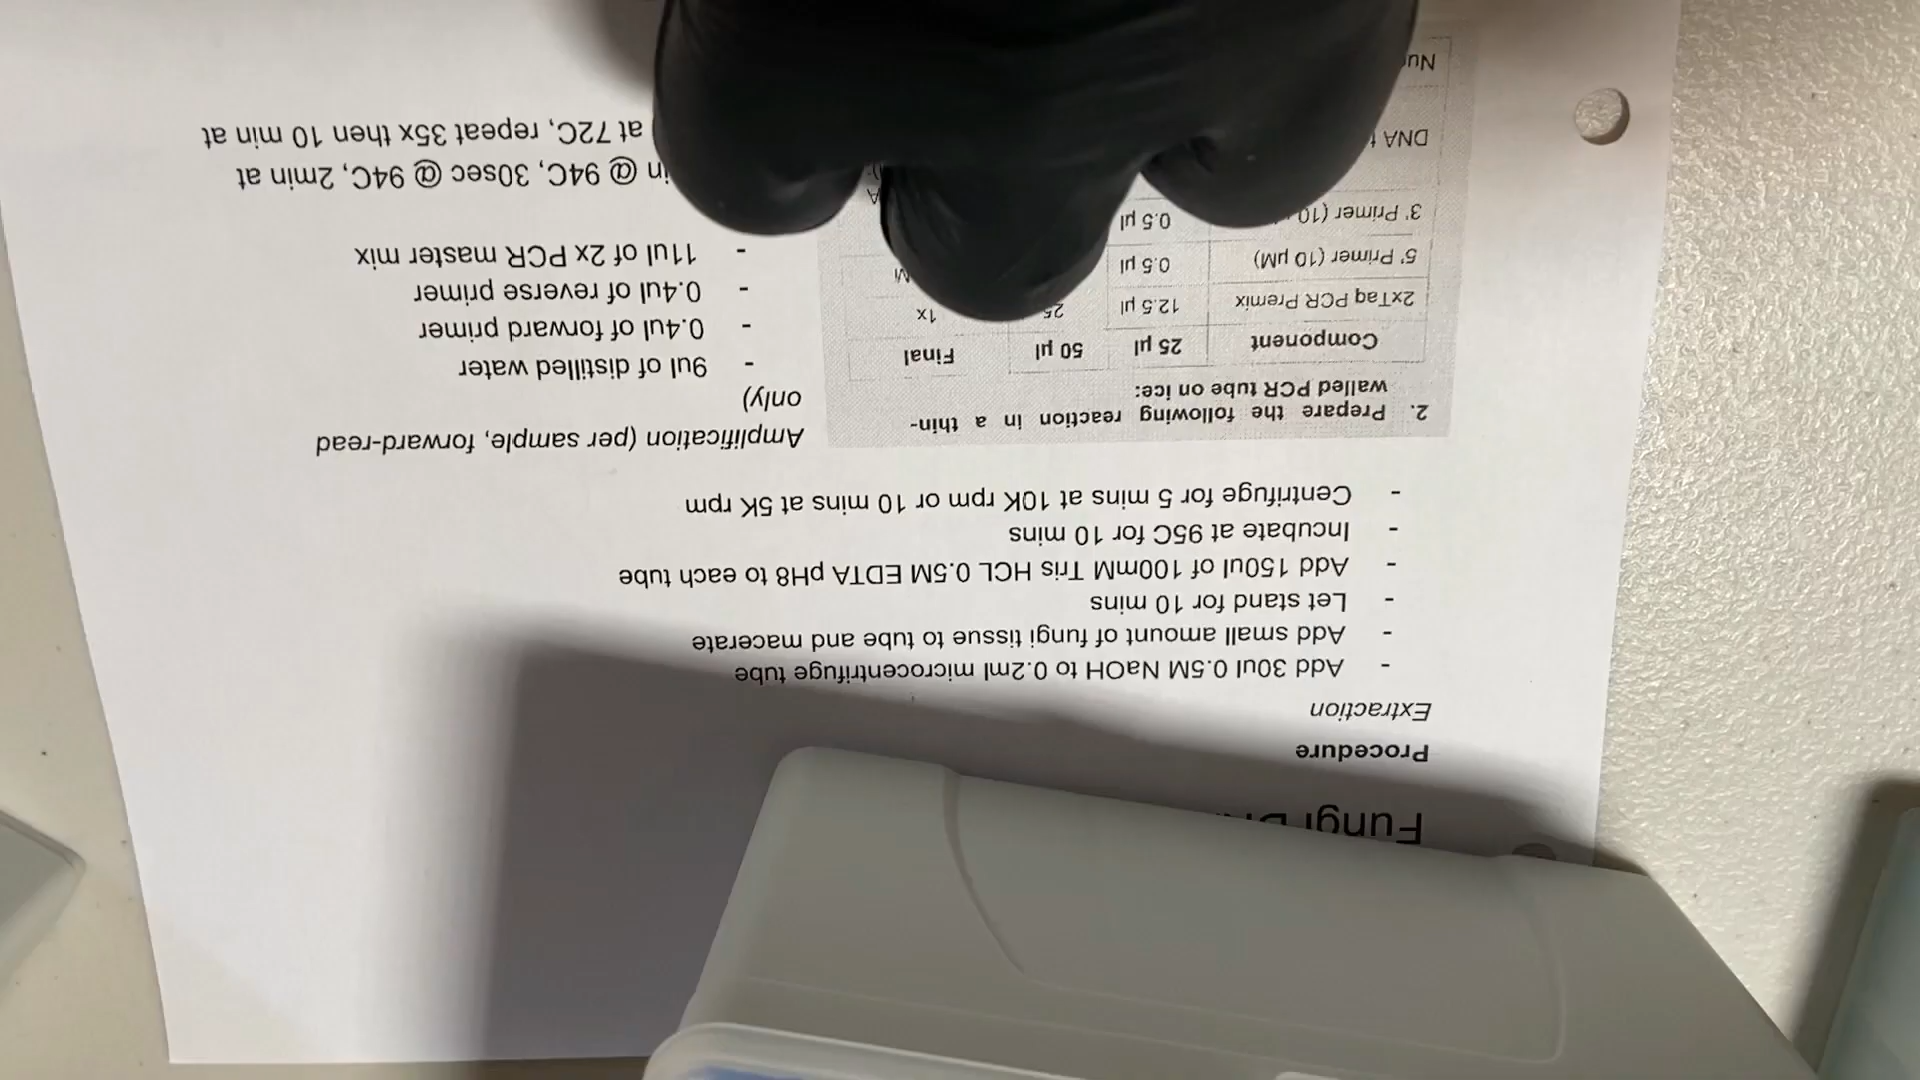 Fungi
Procedure
Extraction
- Add 30ul 0.5M NaOH to 0.2ml microcentrifuge tube
- Add small amount of fungi tissue to tube and macerate
- Let stand for 10 mins
- Add 150ul of 100mM Tris HCL 0.5M EDTA pH8 to each tube
- Incubate at 95C for 10 mins
- Centrifuge for 5 mins at 10K rpm or 10 mins at 5K rpm
2. Prepare the following reaction in a thin-
walled PCR tube on ice:
Component 25 µl 50 µl Final
2xTaq PCR Premix 12.5 µl 25 1x
5' Primer (10 µM) 0.5 µl
3' Primer (10 0.5 µl
DNA
Amplification (per sample, forward-read
only)
- 9ul of distilled water
- 0.4ul of forward primer
- 0.4ul of reverse primer
- 11ul of 2x PCR master mix
@ 94C, 30sec @ 94C, 2min at
at 72C, repeat 35x then 10 min at